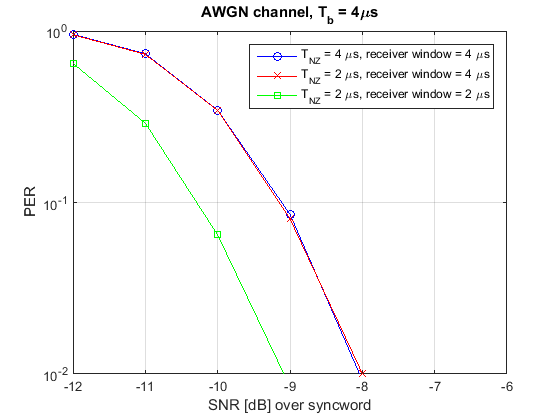 AWGN channel, T_b = 4μs
T_NZ = 4 μs, receiver window = 4 μs
T_NZ = 2 μs, receiver window = 4 μs
T_NZ = 2 μs, receiver window = 2 μs
PER
10^0
10^-1
10^-2
-12 -11 -10 -9 -8 -7 -6
SNR [dB] over syncword